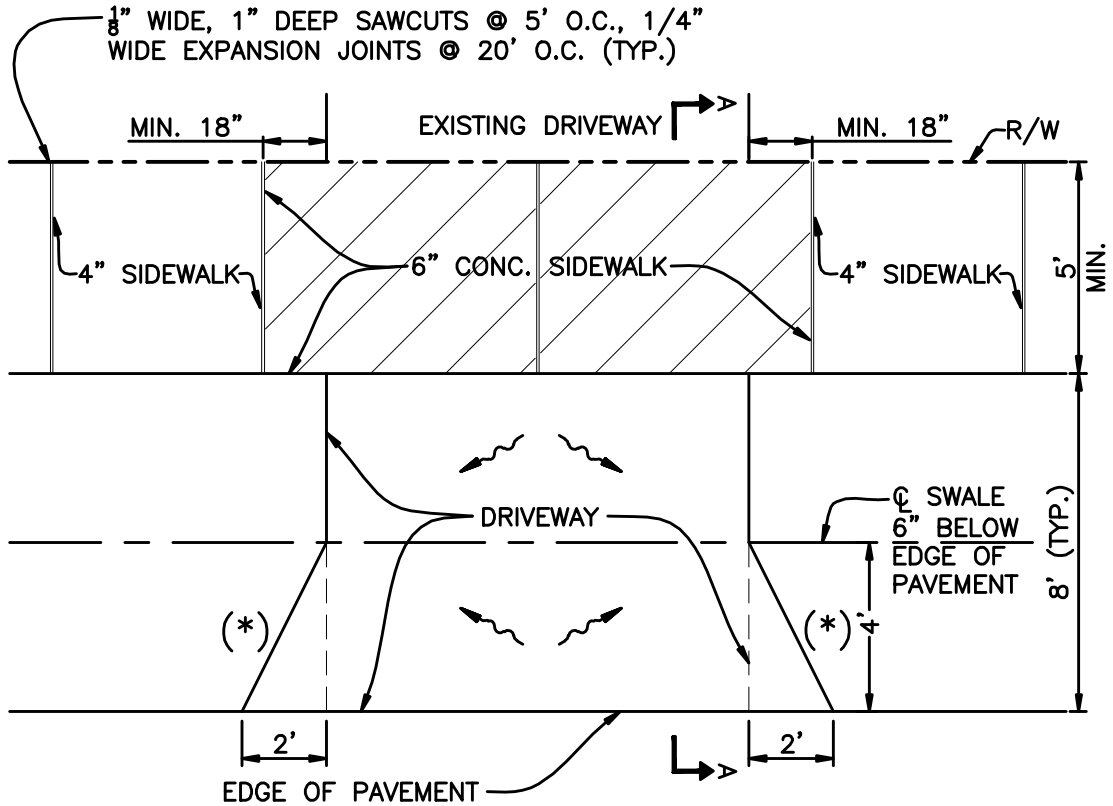 1/8” WIDE, 1” DEEP SAWCUTS @ 5' O.C., 1/4”
WIDE EXPANSION JOINTS @ 20' O.C. (TYP.)
MIN. 18”
EXISTING DRIVEWAY
A
MIN. 18”
R/W
4” SIDEWALK
6” CONC. SIDEWALK
4” SIDEWALK
5'
MIN.
DRIVEWAY
℄ SWALE
6” BELOW
EDGE OF
PAVEMENT
8' (TYP.)
(*)
(*)
4'
2'
A
2'
EDGE OF PAVEMENT